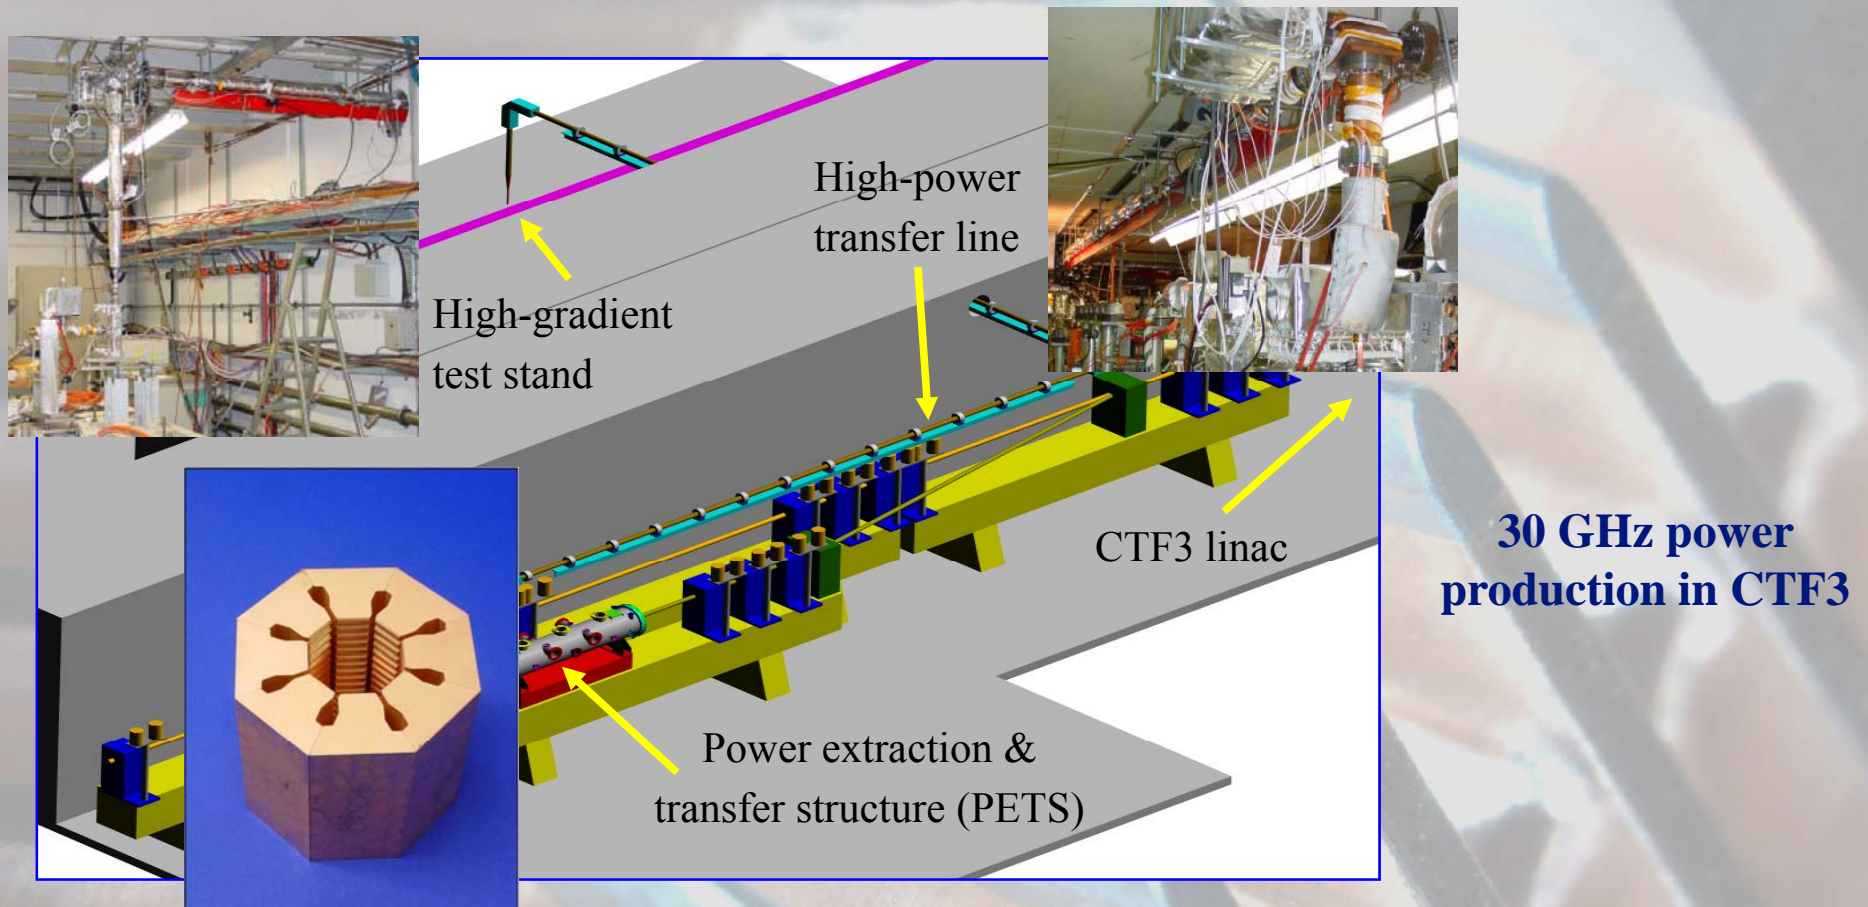 High-power
transfer line
High-gradient
test stand
CTF3 linac
30 GHz power
production in CTF3
Power extraction &
transfer structure (PETS)